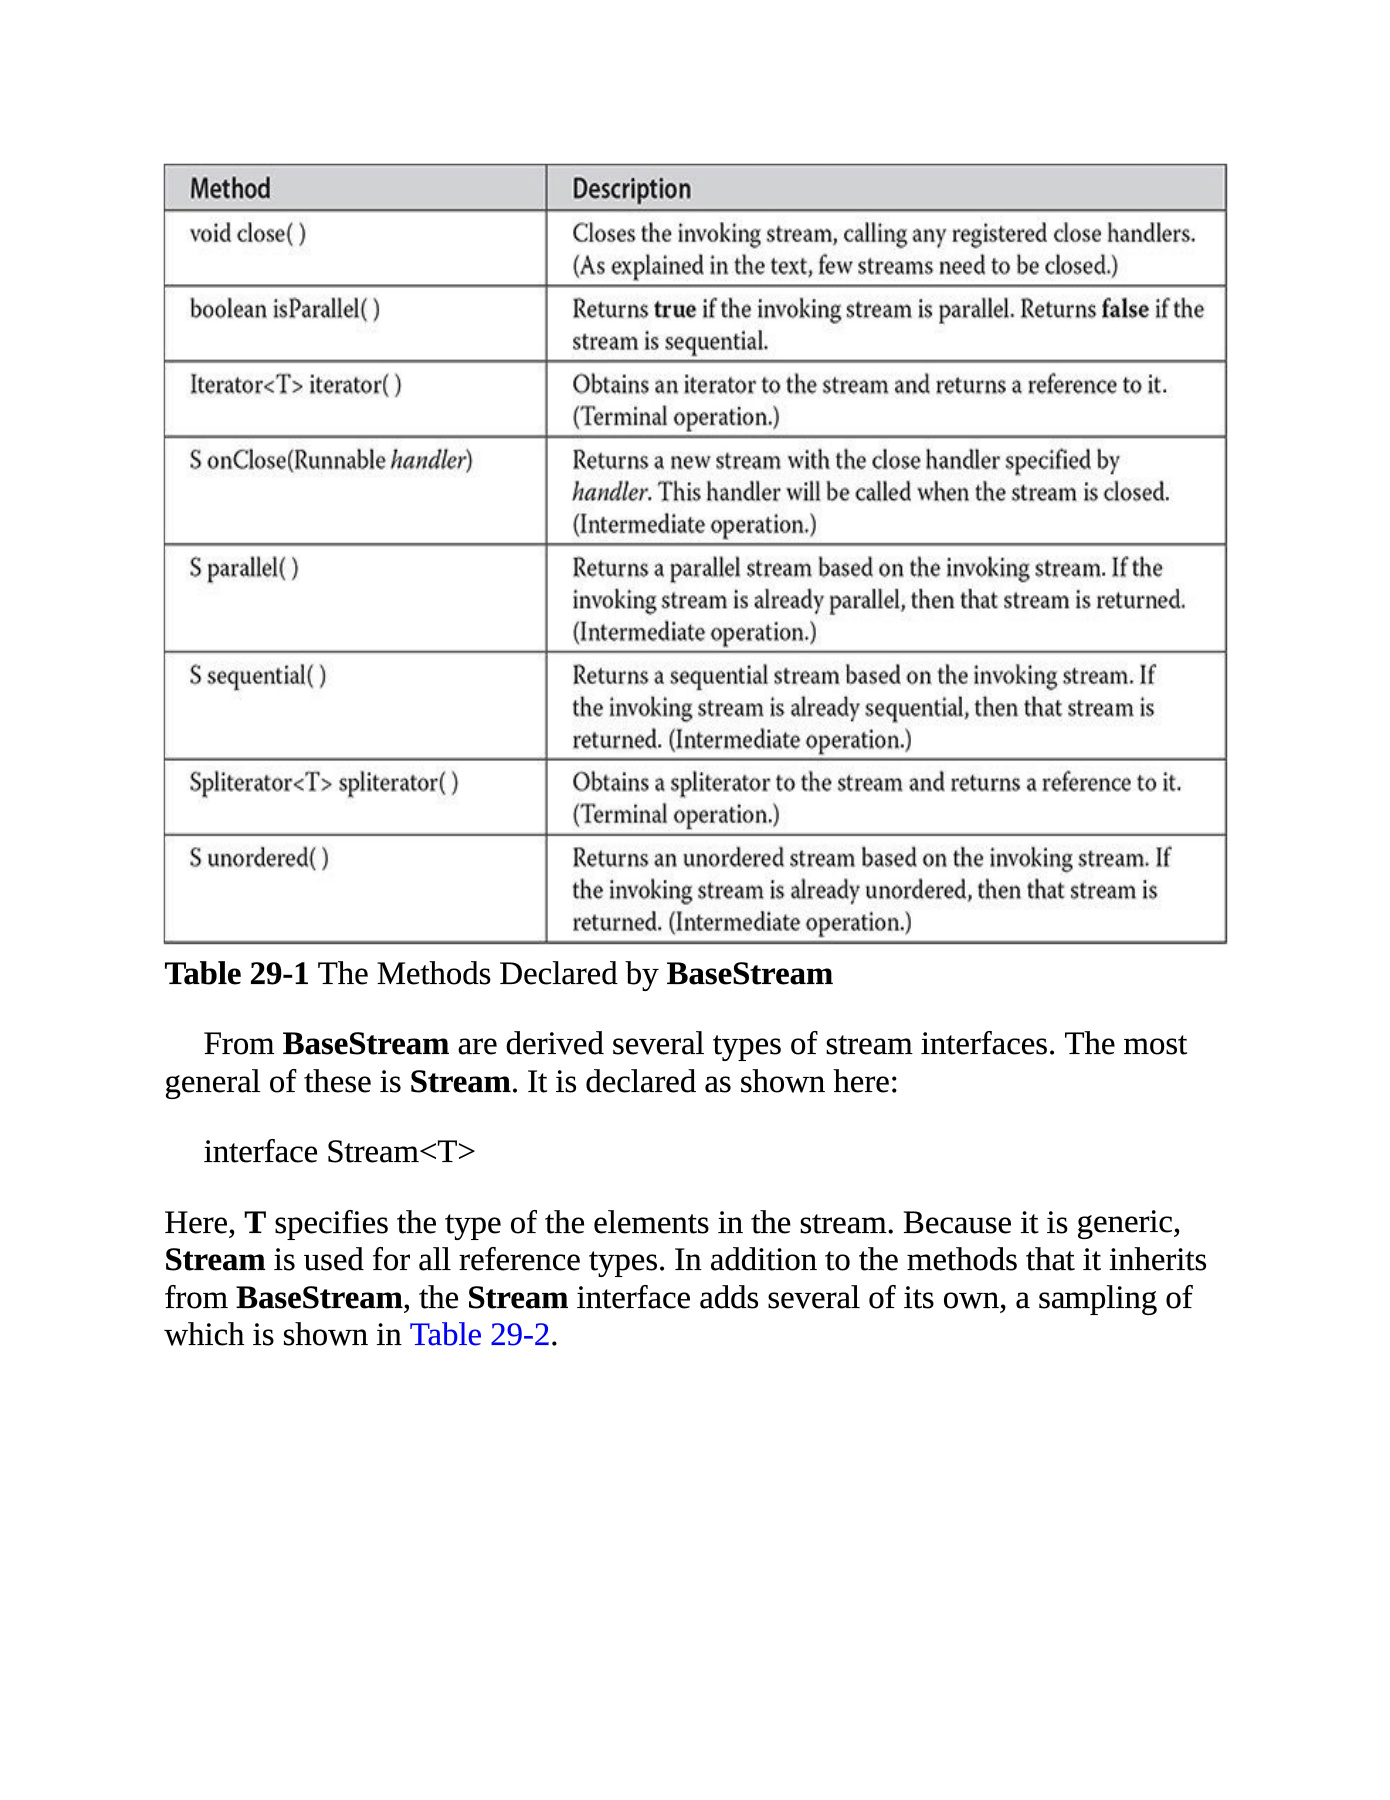 Method Description
void close( ) Closes the invoking stream, calling any registered close handlers.
(As explained in the text, few streams need to be closed.)
boolean isParallel( ) Returns true if the invoking stream is parallel. Returns false if the
stream is sequential.
Iterator<T> iterator( ) Obtains an iterator to the stream and returns a reference to it.
(Terminal operation.)
S onClose(Runnable handler) Returns a new stream with the close handler specified by
handler. This handler will be called when the stream is closed.
(Intermediate operation.)
S parallel( ) Returns a parallel stream based on the invoking stream. If the
invoking stream is already parallel, then that stream is returned.
(Intermediate operation.)
S sequential( ) Returns a sequential stream based on the invoking stream. If
the invoking stream is already sequential, then that stream is
returned. (Intermediate operation.)
Spliterator<T> spliterator( ) Obtains a spliterator to the stream and returns a reference to it.
(Terminal operation.)
S unordered( ) Returns an unordered stream based on the invoking stream. If
the invoking stream is already unordered, then that stream is
returned. (Intermediate operation.)
Table 29-1 The Methods Declared by BaseStream
From BaseStream are derived several types of stream interfaces. The most
general of these is Stream. It is declared as shown here:
interface Stream<T>
Here, T specifies the type of the elements in the stream. Because it is generic,
Stream is used for all reference types. In addition to the methods that it inherits
from BaseStream, the Stream interface adds several of its own, a sampling of
which is shown in Table 29-2.